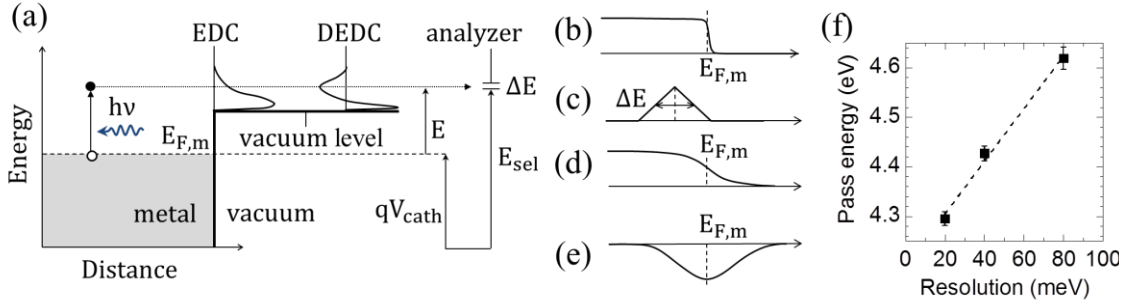 (a)
EDC DEDC analyzer
hν
ΔE
E_F,m
vacuum level
E
E_sel
Energy
metal vacuum
qV_cath
Distance
(b)
E_F,m
(c)
ΔE
(d)
E_F,m
(e)
E_F,m
(f)
Pass energy (eV)
4.6
4.5
4.4
4.3
0 20 40 60 80 100
Resolution (meV)